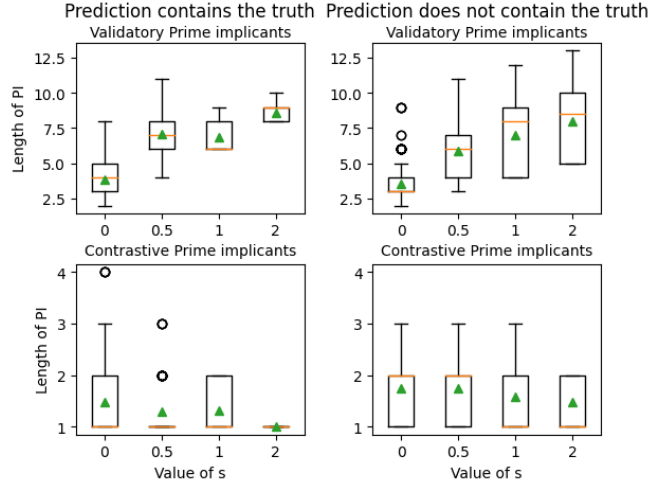 Prediction contains the truth
Prediction does not contain the truth
Validatory Prime implicants
Validatory Prime implicants
Length of PI
12.5
10.0
7.5
5.0
2.5
0 0.5 1 2
12.5
10.0
7.5
5.0
2.5
0 0.5 1 2
Contrastive Prime implicants
Contrastive Prime implicants
Length of PI
4
3
2
1
0 0.5 1 2
Value of s
4
3
2
1
0 0.5 1 2
Value of s